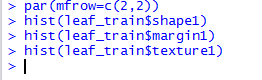 > par(mfrow=c(2,2))
> hist(leaf_train$shape1)
> hist(leaf_train$margin1)
> hist(leaf_train$texture1)
>